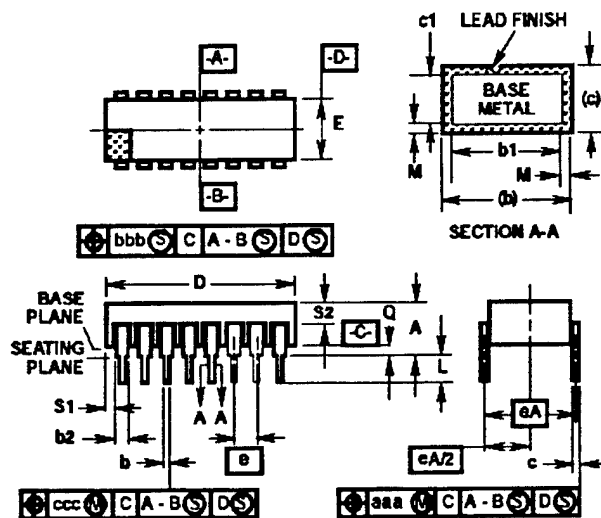 c1 LEAD FINISH
-A- -D-
BASE METAL
(c)
E
b1
M M
-B- (b)
SECTION A-A
⌖ bbb Ⓢ C A - B Ⓢ D Ⓢ
D
BASE PLANE
S2 Q A
-C-
SEATING PLANE
L
S1
A A
b2
eA
b
e
eA/2
c
⌖ ccc Ⓜ C A - B Ⓢ D Ⓢ
⌖ aaa Ⓜ C A - B Ⓢ D Ⓢ